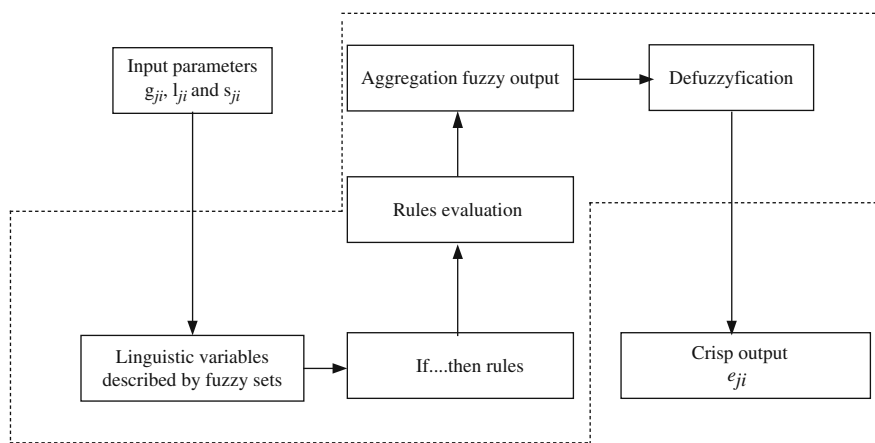 Input parameters
gji, lji and sji
Linguistic variables
described by fuzzy sets
If....then rules
Rules evaluation
Aggregation fuzzy output
Defuzzyfication
Crisp output
eji